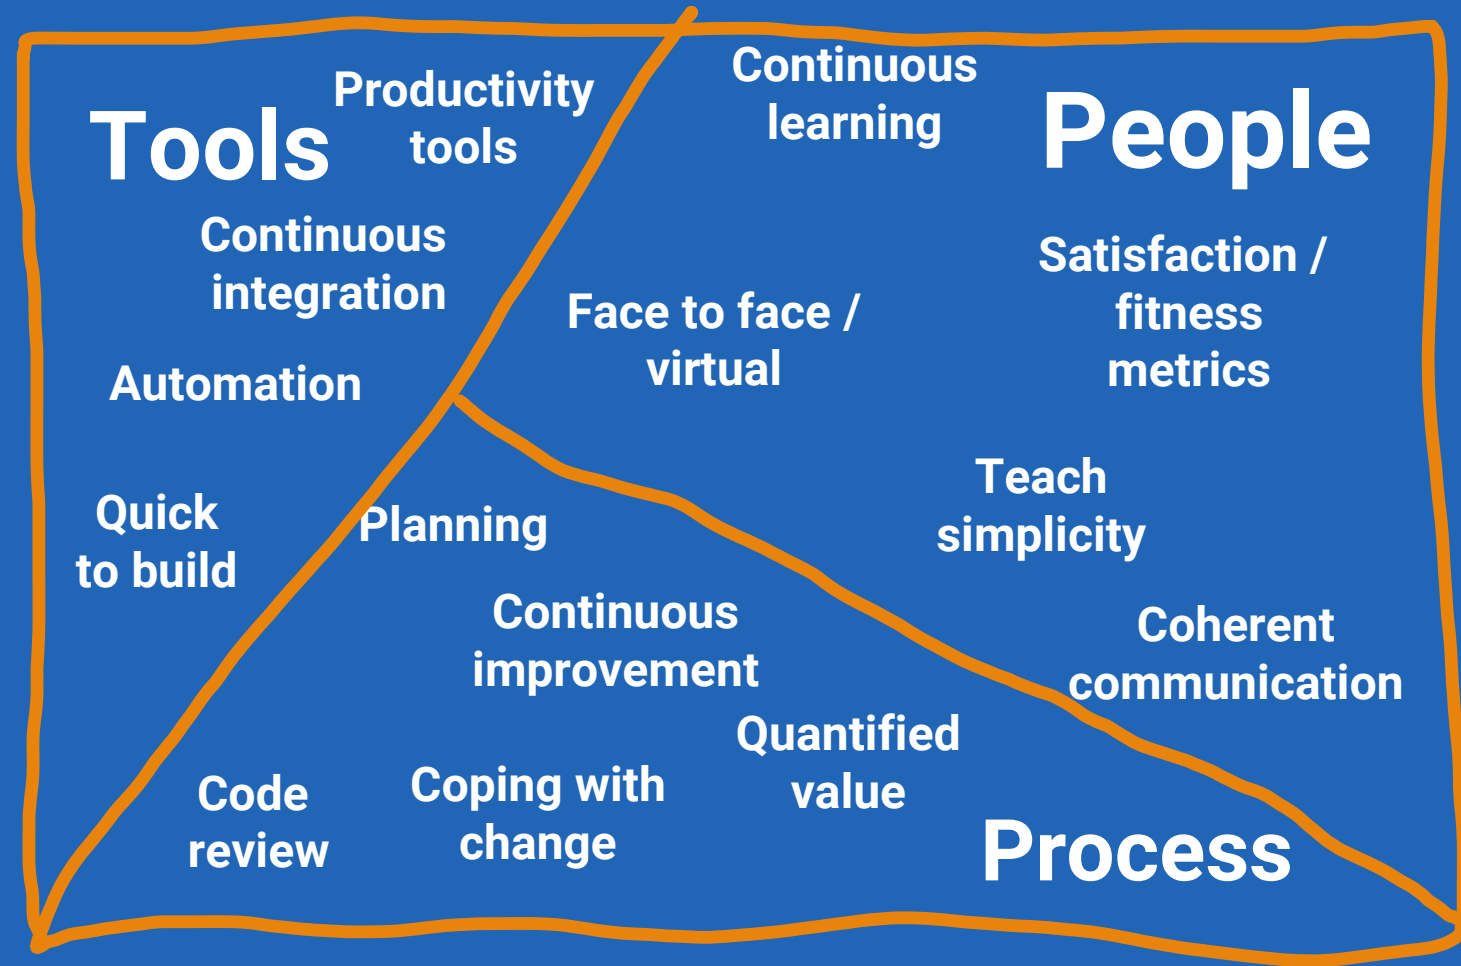 Tools
Productivity
tools
Continuous
integration
Automation
Quick
to build
Continuous
learning
People
Face to face /
virtual
Satisfaction /
fitness
metrics
Teach
simplicity
Coherent
communication
Planning
Continuous
improvement
Quantified
value
Code
review
Coping with
change
Process